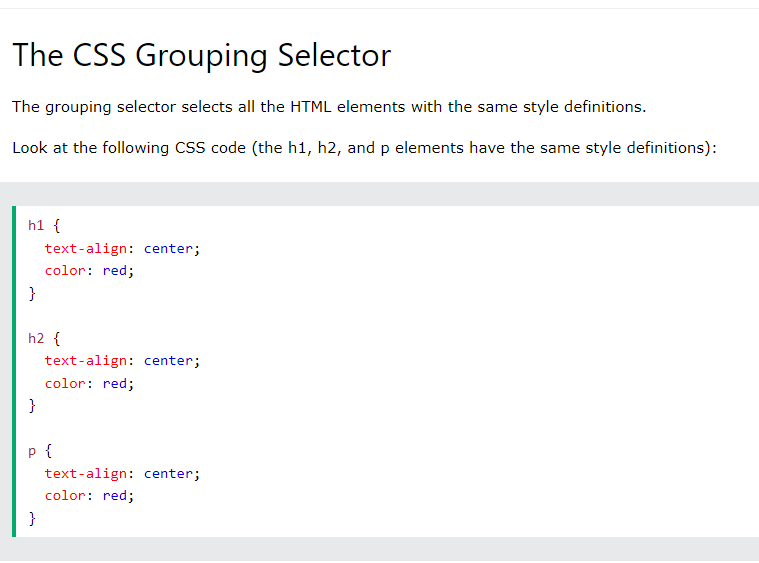 The CSS Grouping Selector
The grouping selector selects all the HTML elements with the same style definitions.
Look at the following CSS code (the h1, h2, and p elements have the same style definitions):
h1 {
  text-align: center;
  color: red;
}
h2 {
  text-align: center;
  color: red;
}
p {
  text-align: center;
  color: red;
}